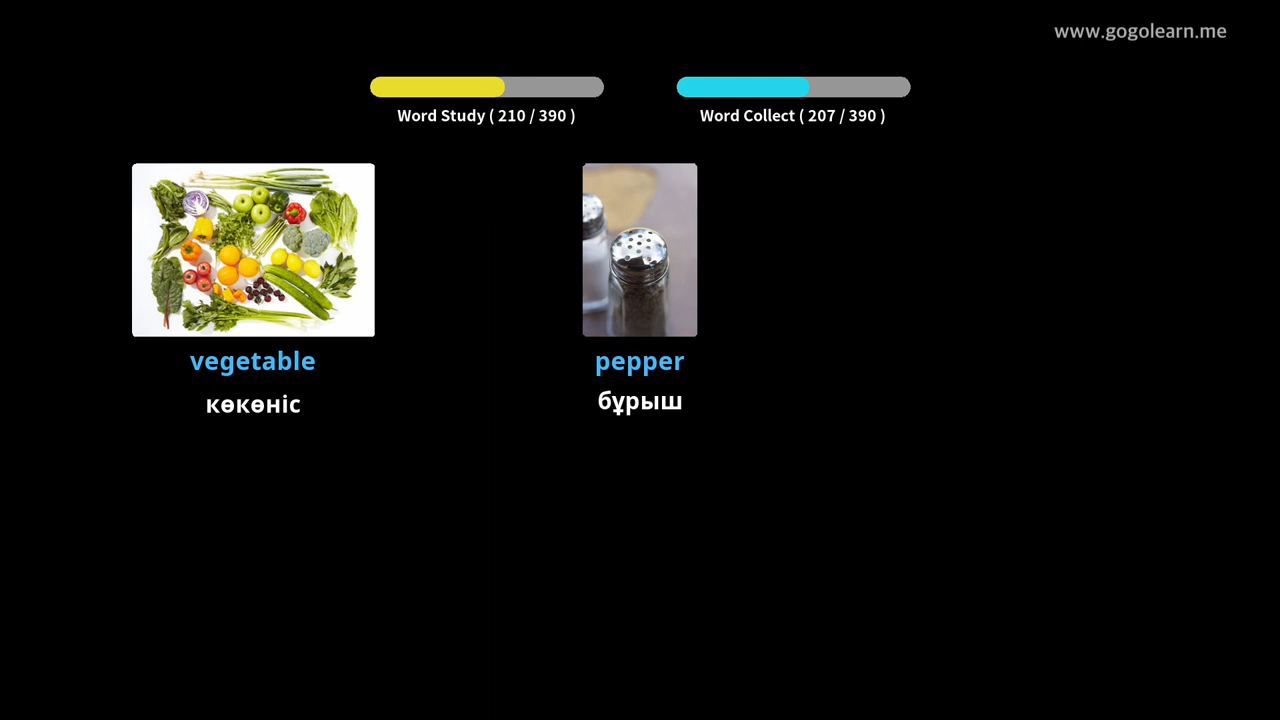 www.gogolearn.me
Word Study ( 210 / 390 )
Word Collect ( 207 / 390 )
vegetable
көкөніс
pepper
бұрыш